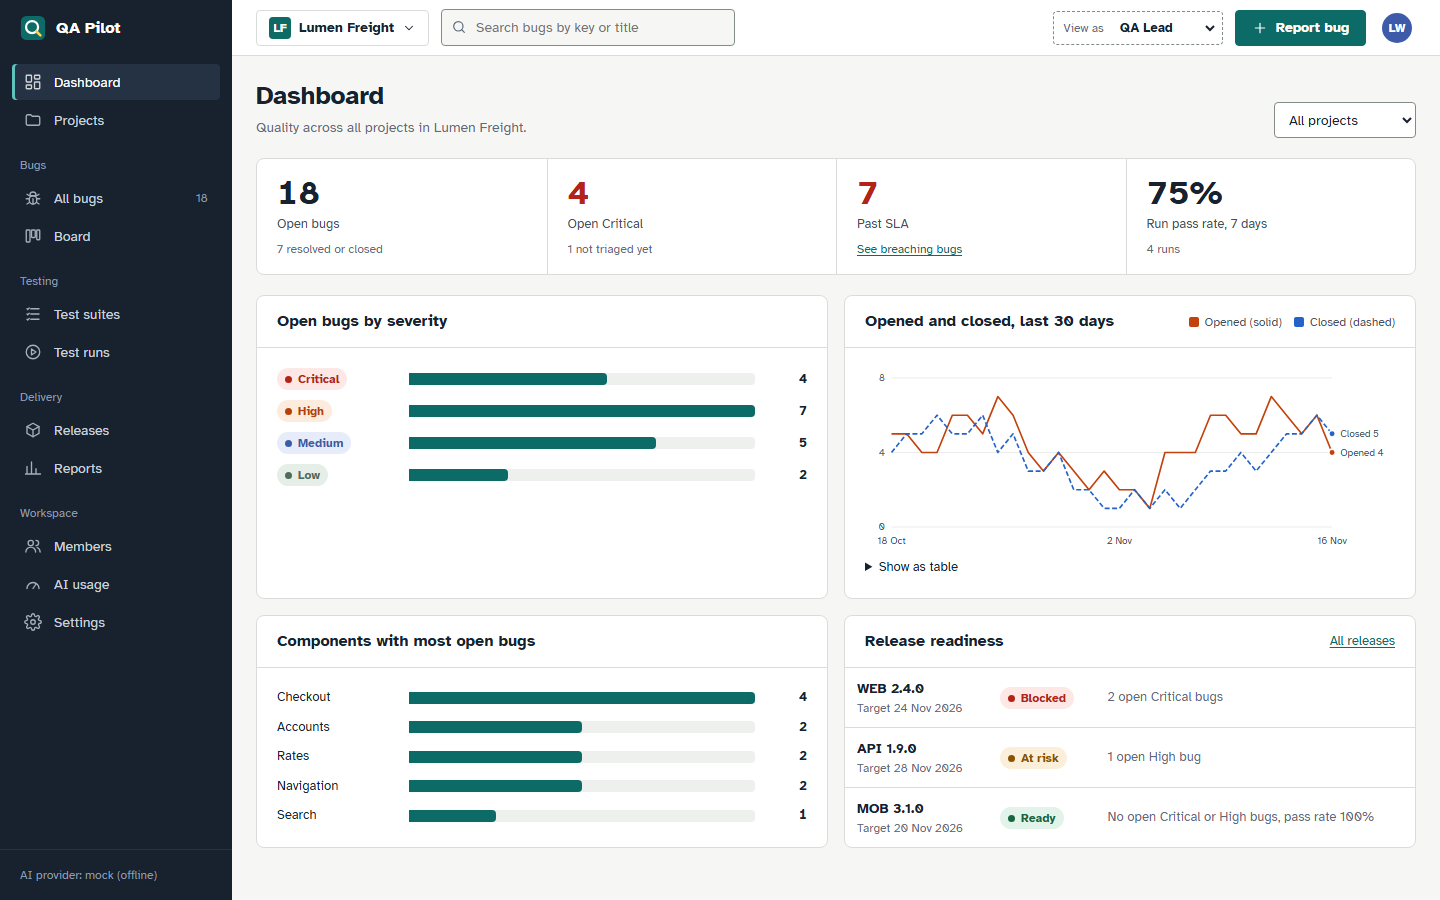 QA Pilot
Dashboard
Projects
Bugs
All bugs 18
Board
Testing
Test suites
Test runs
Delivery
Releases
Reports
Workspace
Members
AI usage
Settings
AI provider: mock (offline)
LF Lumen Freight
Search bugs by key or title
View as QA Lead
Report bug
LW
Dashboard
Quality across all projects in Lumen Freight.
All projects
18
Open bugs
7 resolved or closed
4
Open Critical
1 not triaged yet
7
Past SLA
See breaching bugs
75%
Run pass rate, 7 days
4 runs
Open bugs by severity
Critical 4
High 7
Medium 5
Low 2
Opened and closed, last 30 days
Opened (solid) Closed (dashed)
8
4
0
18 Oct 2 Nov 16 Nov
Closed 5
Opened 4
Show as table
Components with most open bugs
Checkout 4
Accounts 2
Rates 2
Navigation 2
Search 1
Release readiness
All releases
WEB 2.4.0
Target 24 Nov 2026
Blocked
2 open Critical bugs
API 1.9.0
Target 28 Nov 2026
At risk
1 open High bug
MOB 3.1.0
Target 20 Nov 2026
Ready
No open Critical or High bugs, pass rate 100%